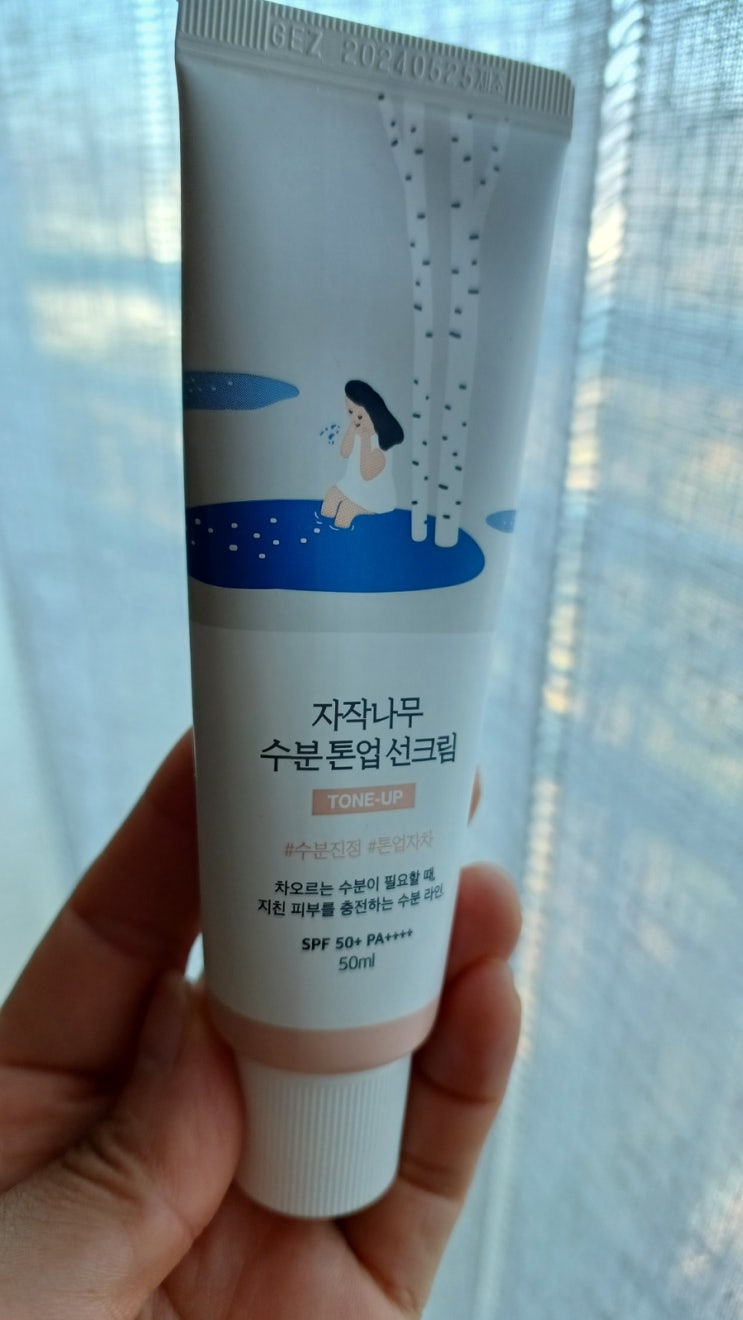 GEZ 20240525제조
자작나무
수분 톤업 선크림
TONE-UP
#수분진정 #톤업자차
차오르는 수분이 필요할 때,
지친 피부를 충전하는 수분 라인.
SPF 50+ PA++++
50ml